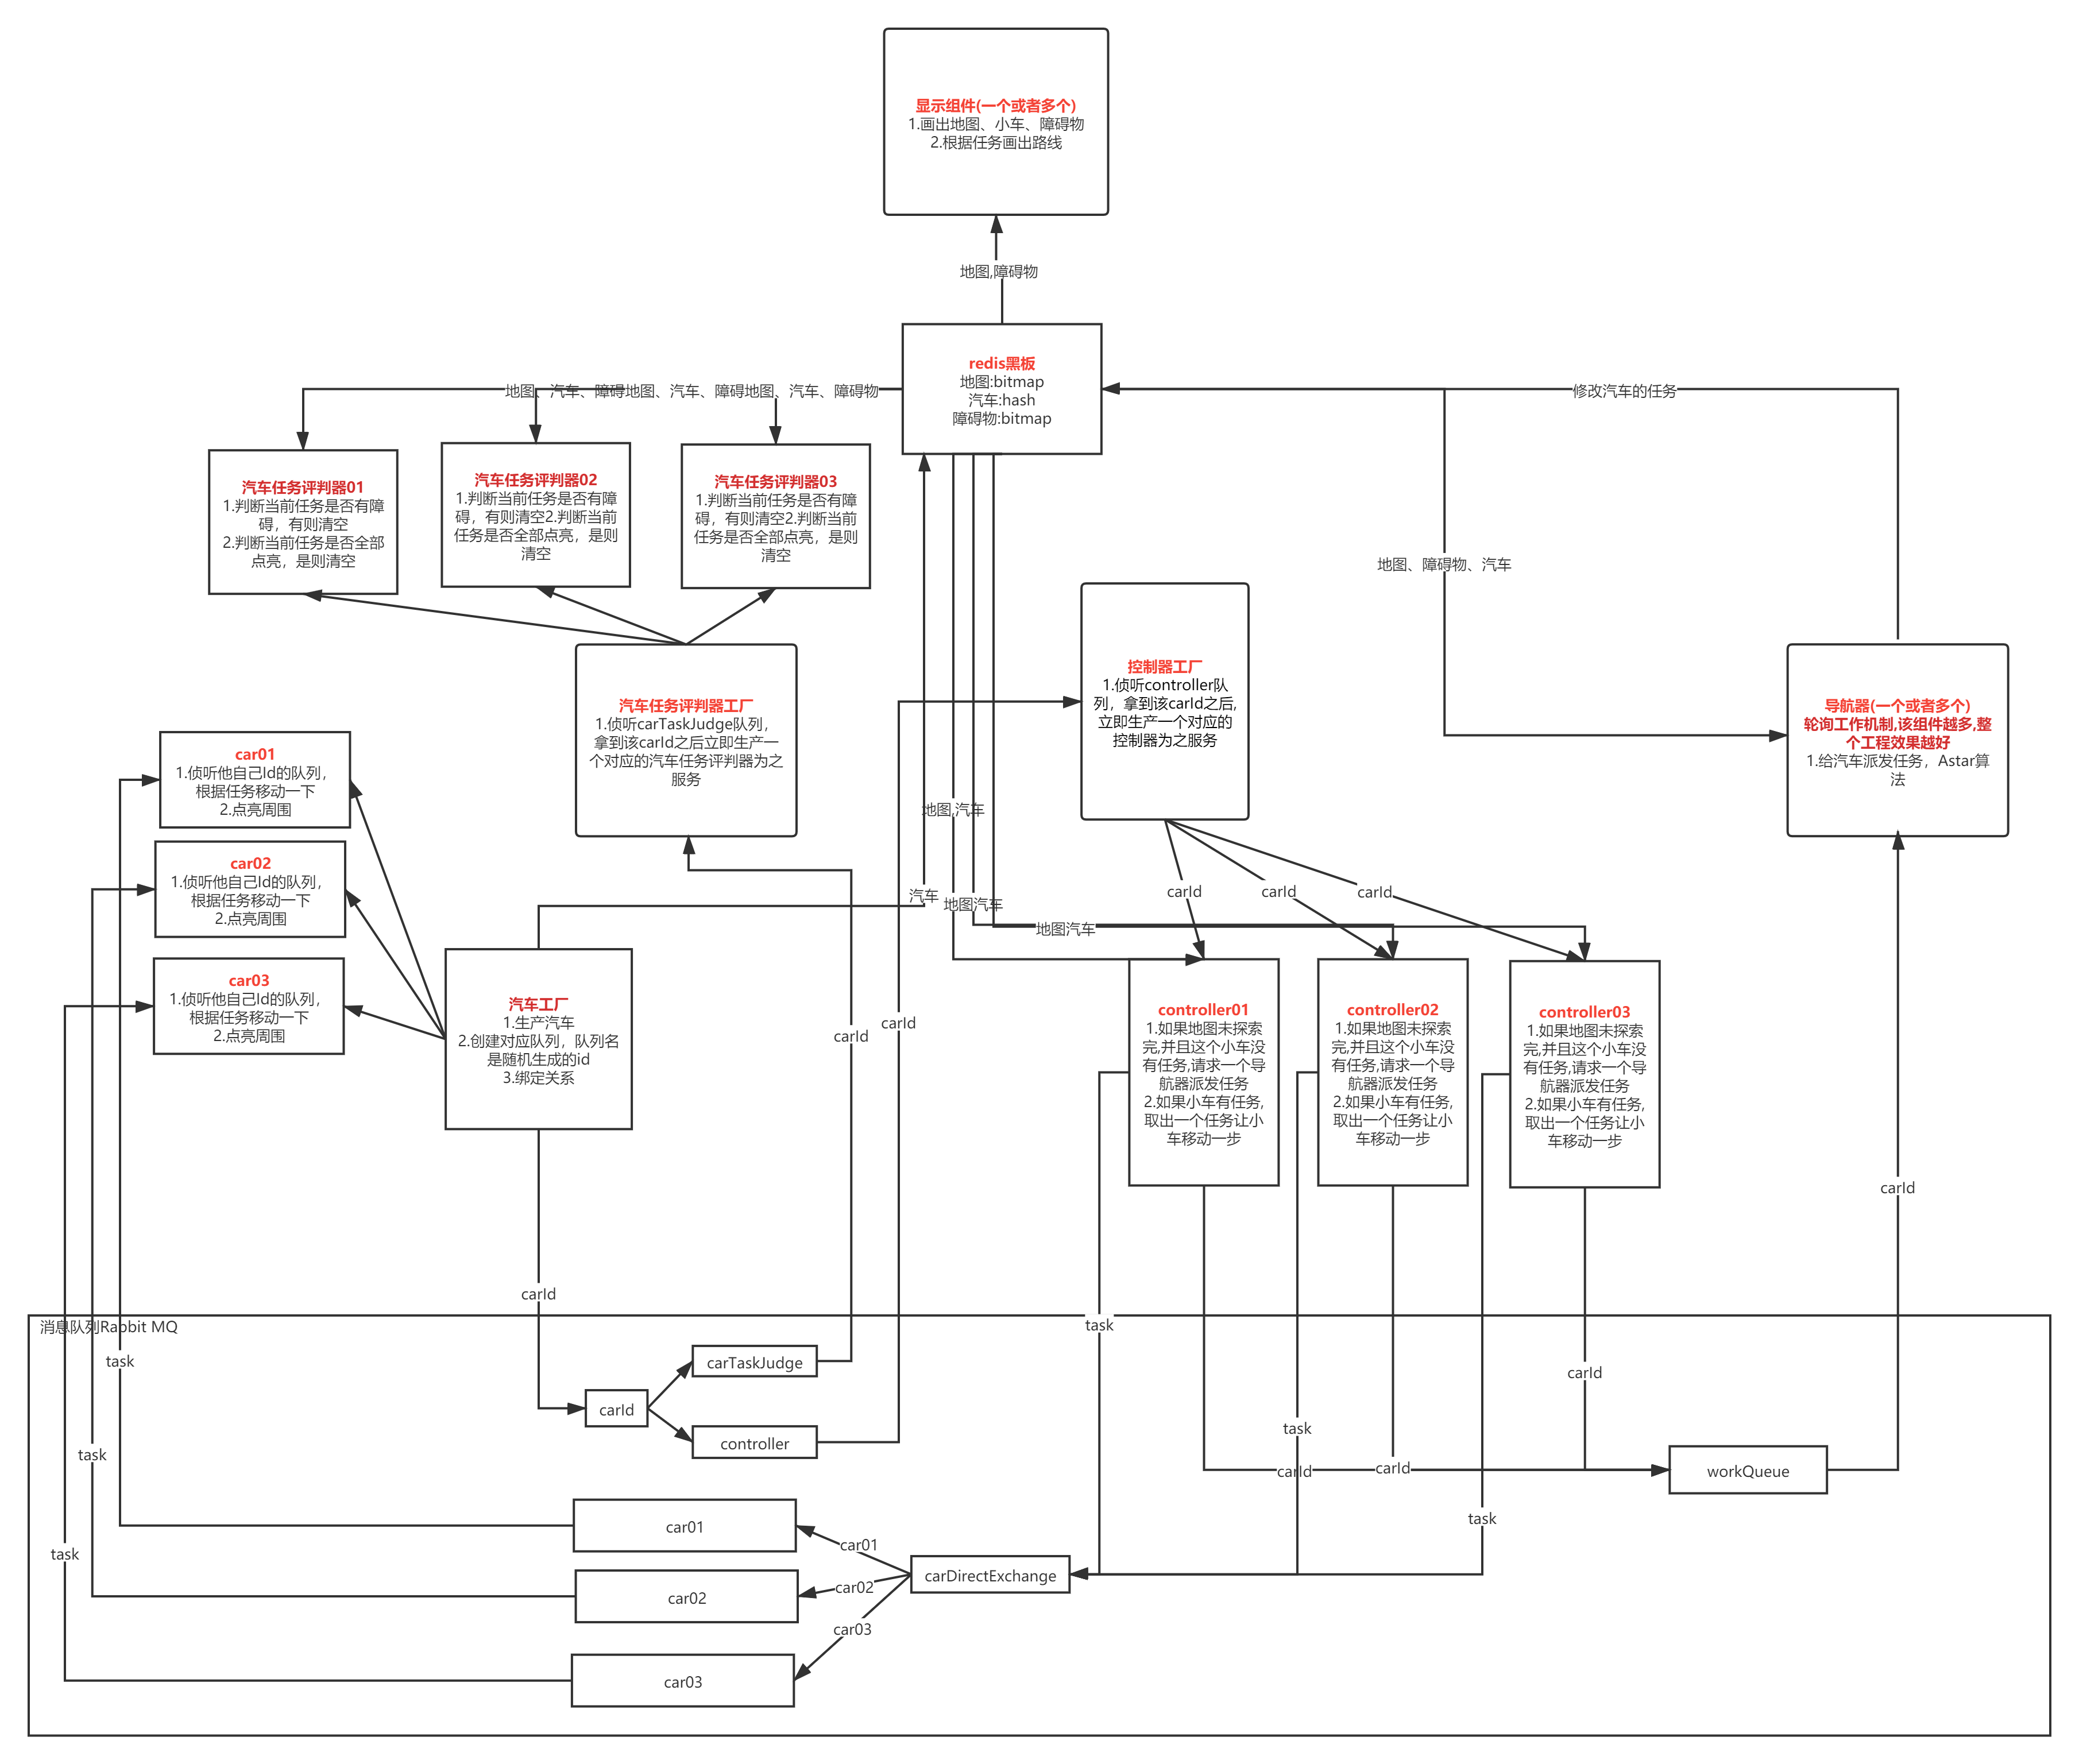 显示组件(一个或者多个)
1.画出地图、小车、障碍物
2.根据任务画出路线
地图,障碍物
redis黑板
地图:bitmap
汽车:hash
障碍物:bitmap
地图、汽车、障碍地图、汽车、障碍地图、汽车、障碍物
修改汽车的任务
汽车任务评判器01
1.判断当前任务是否有障
碍，有则清空
2.判断当前任务是否全部
点亮，是则清空
汽车任务评判器02
1.判断当前任务是否有障
碍，有则清空2.判断当前
任务是否全部点亮，是则
清空
汽车任务评判器03
1.判断当前任务是否有障
碍，有则清空2.判断当前
任务是否全部点亮，是则
清空
地图、障碍物、汽车
汽车任务评判器工厂
1.侦听carTaskJudge队列，
拿到该carId之后立即生产一
个对应的汽车任务评判器为之
服务
控制器工厂
1.侦听controller队
列，拿到该carId之后,
立即生产一个对应的
控制器为之服务
导航器(一个或者多个)
轮询工作机制,该组件越多,整
个工程效果越好
1.给汽车派发任务，Astar算
法
car01
1.侦听他自己Id的队列，
根据任务移动一下
2.点亮周围
car02
1.侦听他自己Id的队列，
根据任务移动一下
2.点亮周围
car03
1.侦听他自己Id的队列，
根据任务移动一下
2.点亮周围
地图,汽车
汽车
地图汽车
地图汽车
carId
carId
carId
汽车工厂
1.生产汽车
2.创建对应队列，队列名
是随机生成的id
3.绑定关系
carId
carId
controller01
1.如果地图未探索
完,并且这个小车没
有任务,请求一个导
航器派发任务
2.如果小车有任务,
取出一个任务让小
车移动一步
controller02
1.如果地图未探索
完,并且这个小车没
有任务,请求一个导
航器派发任务
2.如果小车有任务,
取出一个任务让小
车移动一步
controller03
1.如果地图未探索
完,并且这个小车没
有任务,请求一个导
航器派发任务
2.如果小车有任务,
取出一个任务让小
车移动一步
carId
carId
消息队列Rabbit MQ
task
task
carTaskJudge
carId
carId
controller
task
task
carId
carId
workQueue
task
task
car01
car01
car02
carDirectExchange
car02
car03
car03